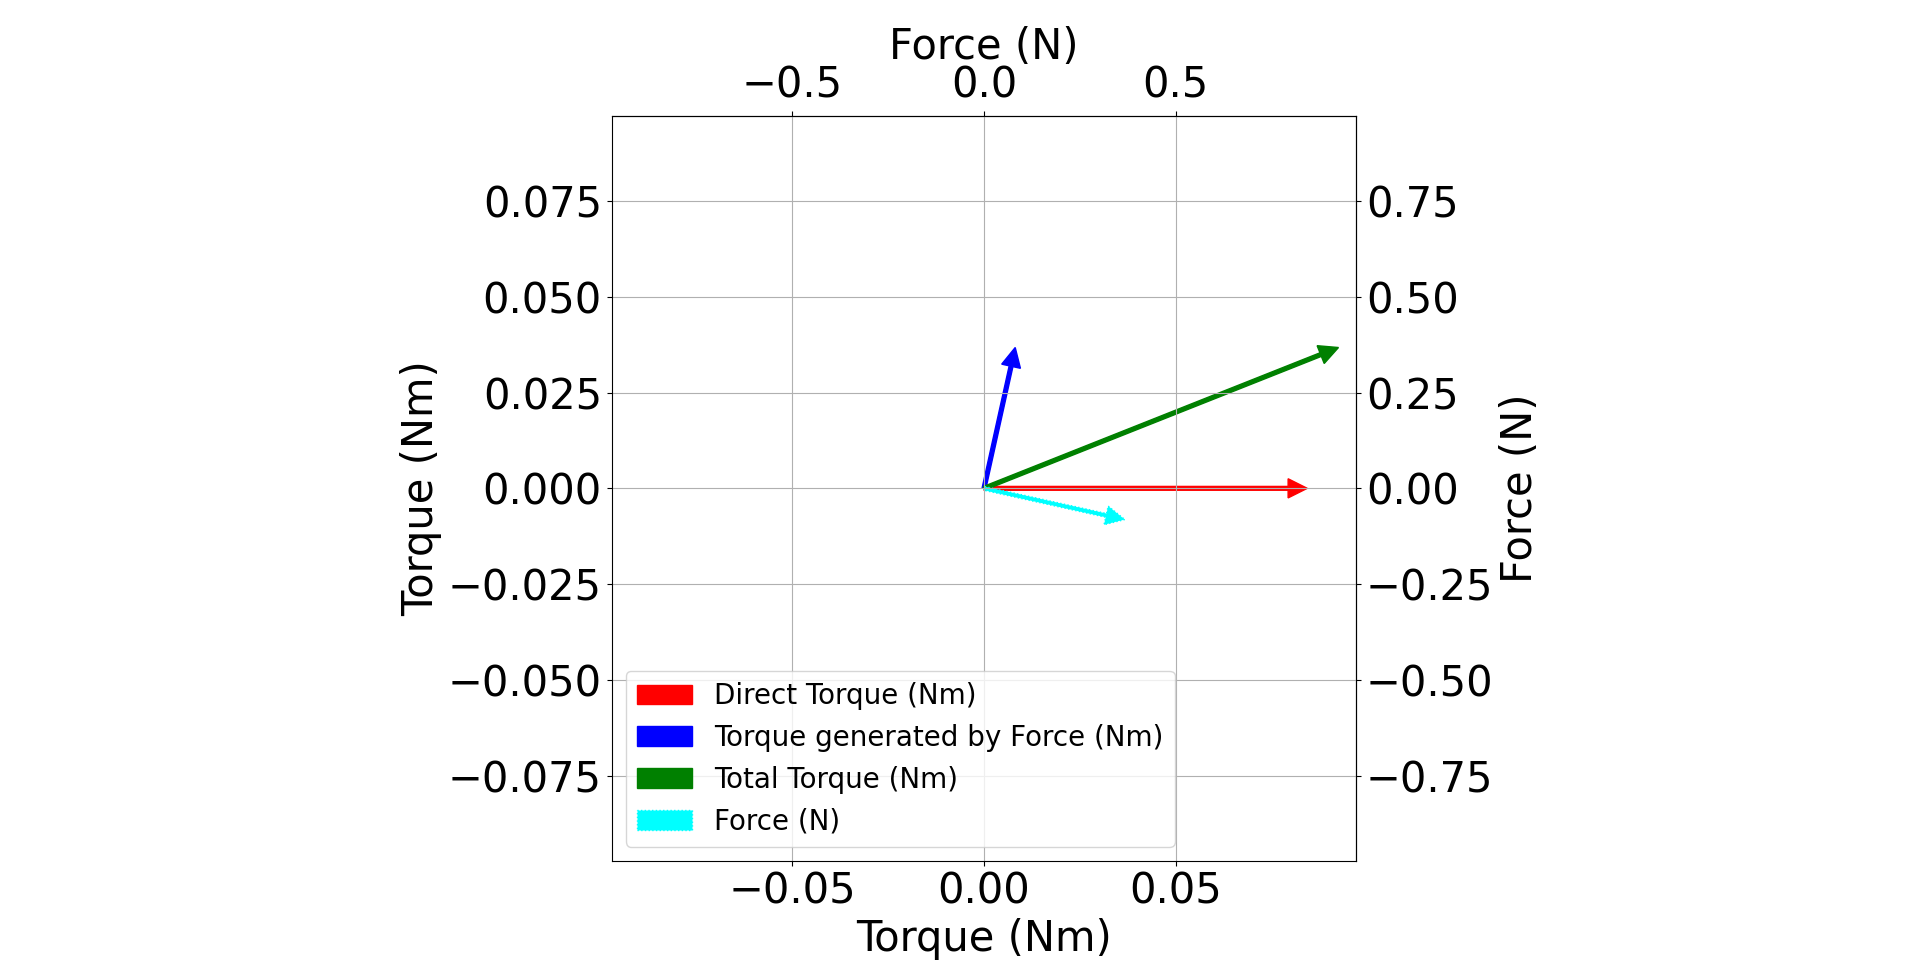 Force (N)
−0.5 0.0 0.5
0.075 0.75
0.050 0.50
0.025 0.25
0.000 0.00
−0.025 −0.25
−0.050 −0.50
−0.075 −0.75
Torque (Nm)
Force (N)
Direct Torque (Nm)
Torque generated by Force (Nm)
Total Torque (Nm)
Force (N)
−0.05 0.00 0.05
Torque (Nm)